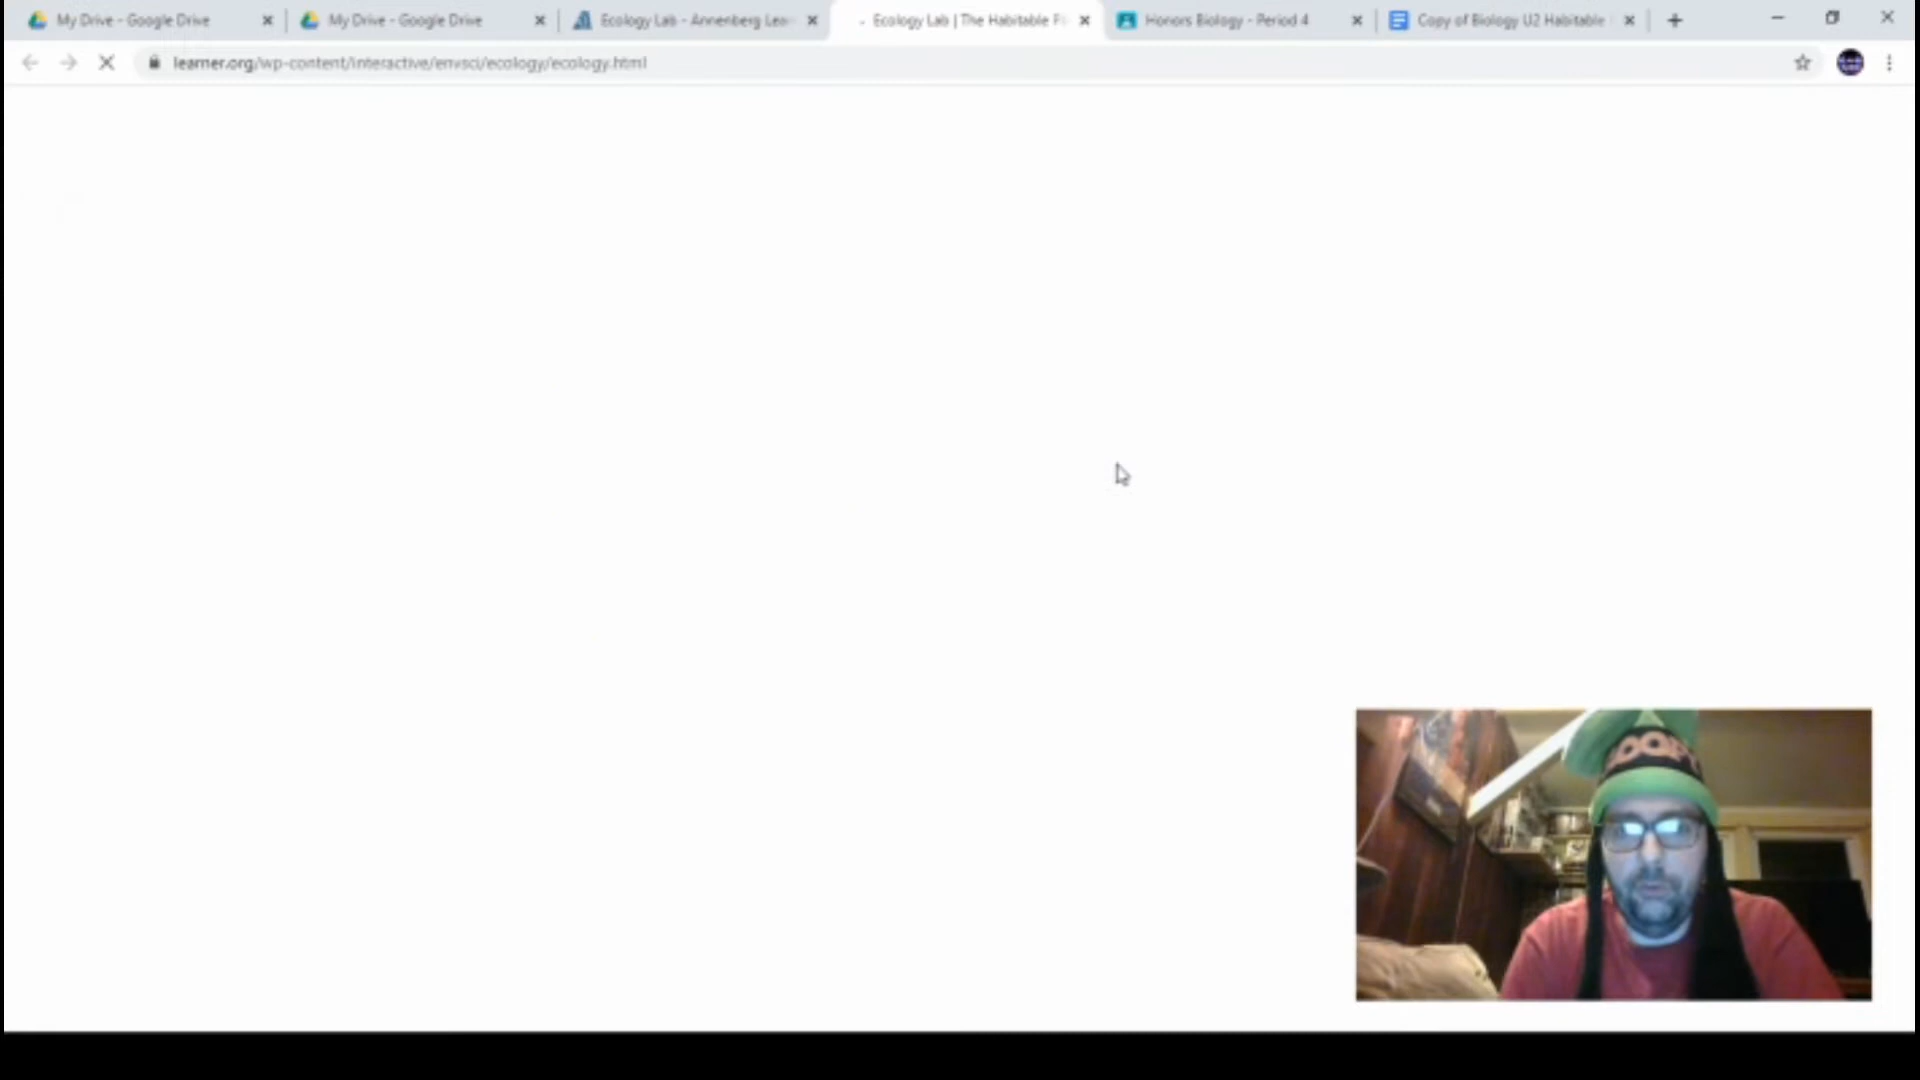 My Drive - Google Drive
My Drive - Google Drive
Ecology Lab - Annenberg Lea
Ecology Lab | The Habitable Pl
Honors Biology - Period 4
Copy of Biology U2 Habitable
learner.org/wp-content/interactive/envsci/ecology/ecology.html